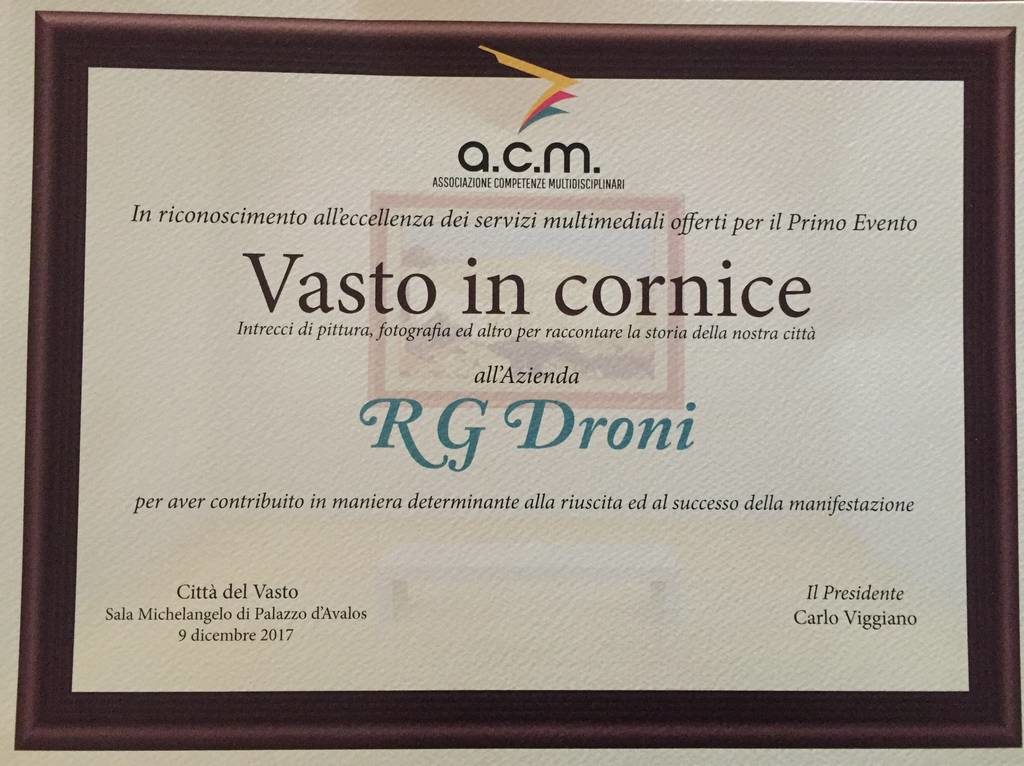 a.c.m.
ASSOCIAZIONE COMPETENZE MULTIDISCIPLINARI
In riconoscimento all'eccellenza dei servizi multimediali offerti per il Primo Evento
Vasto in cornice
Intrecci di pittura, fotografia ed altro per raccontare la storia della nostra città
all'Azienda
RG Droni
per aver contribuito in maniera determinante alla riuscita ed al successo della manifestazione
Città del Vasto
Sala Michelangelo di Palazzo d'Avalos
9 dicembre 2017
Il Presidente
Carlo Viggiano